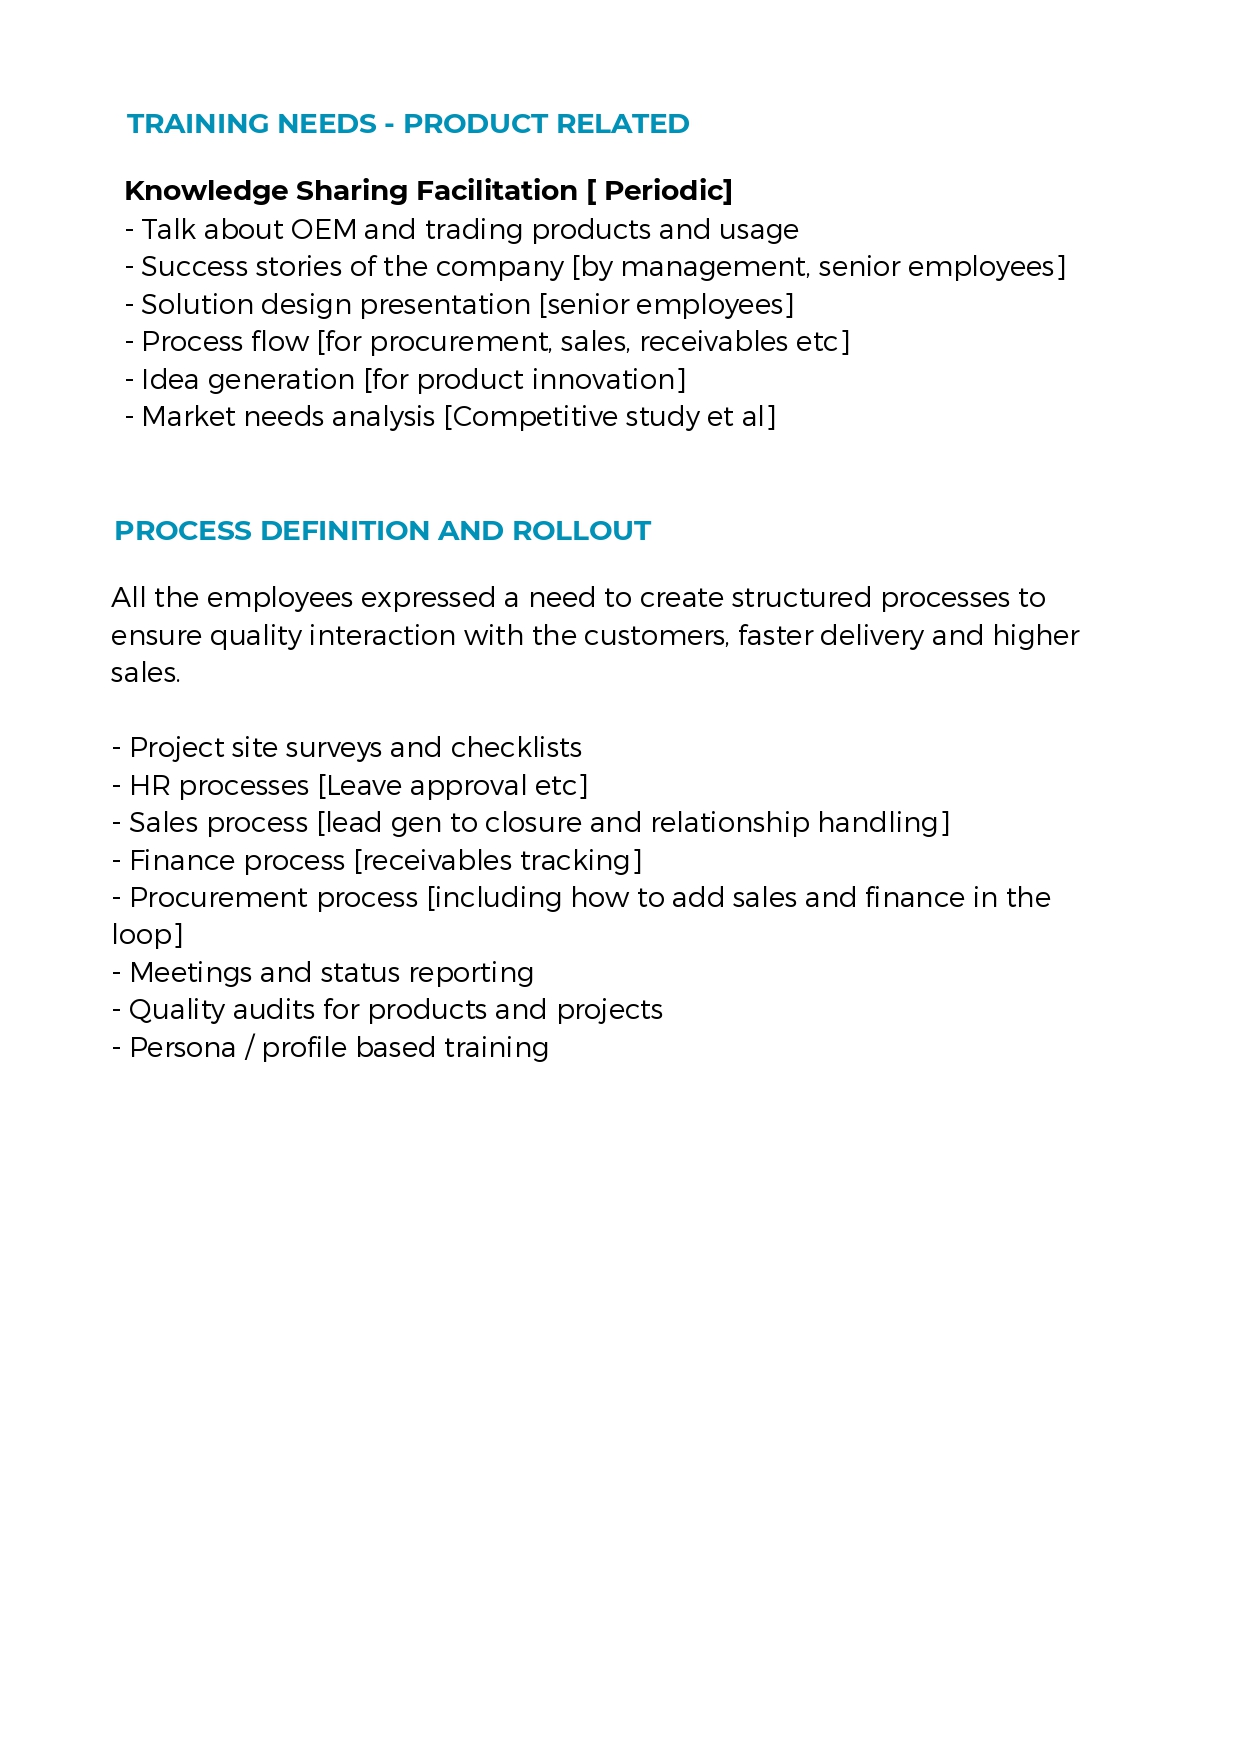 TRAINING NEEDS - PRODUCT RELATED
Knowledge Sharing Facilitation [ Periodic]
- Talk about OEM and trading products and usage
- Success stories of the company [by management, senior employees]
- Solution design presentation [senior employees]
- Process flow [for procurement, sales, receivables etc]
- Idea generation [for product innovation]
- Market needs analysis [Competitive study et al]
PROCESS DEFINITION AND ROLLOUT
All the employees expressed a need to create structured processes to
ensure quality interaction with the customers, faster delivery and higher
sales.
- Project site surveys and checklists
- HR processes [Leave approval etc]
- Sales process [lead gen to closure and relationship handling]
- Finance process [receivables tracking]
- Procurement process [including how to add sales and finance in the
loop]
- Meetings and status reporting
- Quality audits for products and projects
- Persona / profile based training